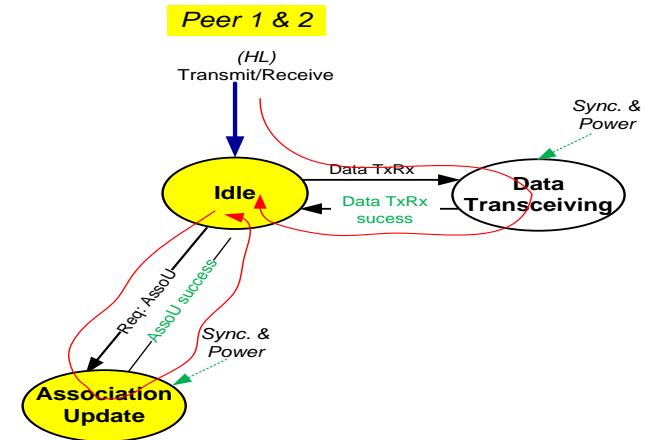 Peer 1 & 2
(HL)
Transmit/Receive
Sync. &
Power
Data TxRx
Idle
Data
Transceiving
Data TxRx
sucess
Req: AssoU
AssoU success
Sync. &
Power
Association
Update